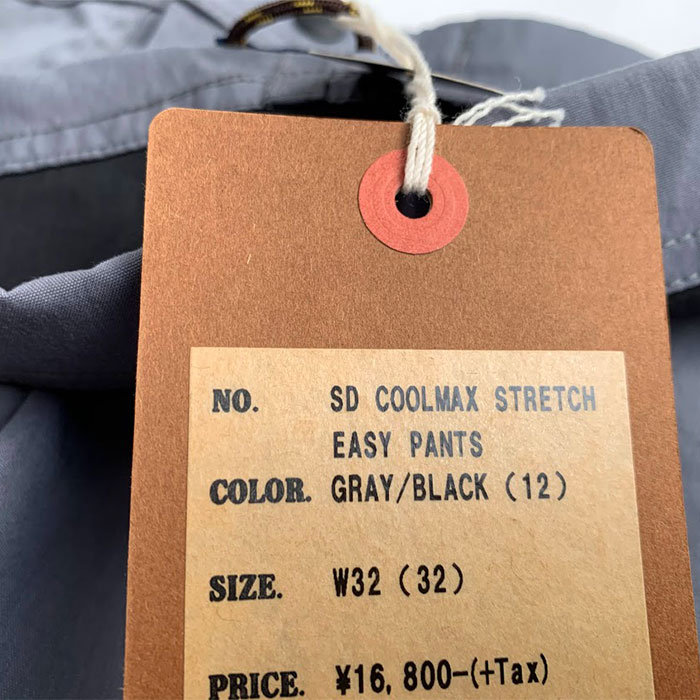 NO. SD COOLMAX STRETCH
EASY PANTS
COLOR. GRAY/BLACK (12)
SIZE. W32 (32)
PRICE. ¥16,800-(+Tax)